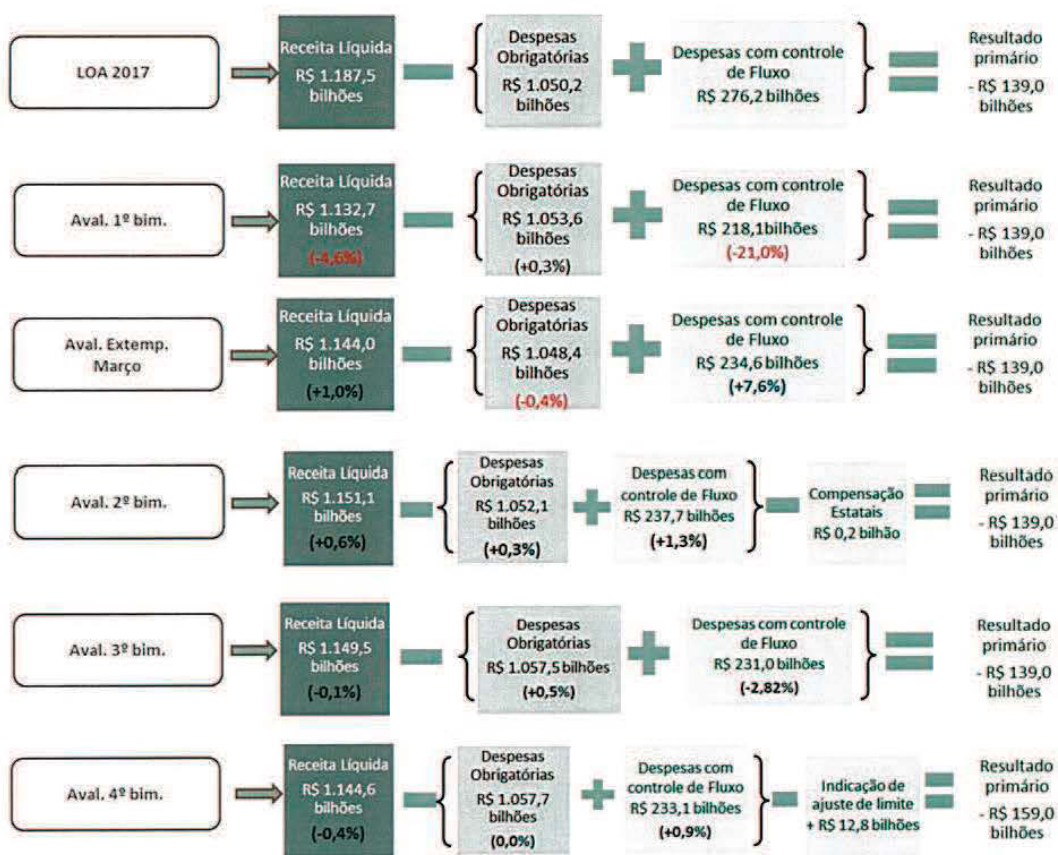 LOA 2017
Receita Líquida
R$ 1.187,5
bilhões
Despesas
Obrigatórias
R$ 1.050,2
bilhões
Despesas com controle
de Fluxo
R$ 276,2 bilhões
Resultado
primário
- R$ 139,0
bilhões
Aval. 1º bim.
Receita Líquida
R$ 1.132,7
bilhões
(-4,6%)
Despesas
Obrigatórias
R$ 1.053,6
bilhões
(+0,3%)
Despesas com controle
de Fluxo
R$ 218,1bilhões
(-21,0%)
Resultado
primário
- R$ 139,0
bilhões
Aval. Extemp.
Março
Receita Líquida
R$ 1.144,0
bilhões
(+1,0%)
Despesas
Obrigatórias
R$ 1.048,4
bilhões
(-0,4%)
Despesas com controle
de Fluxo
R$ 234,6 bilhões
(+7,6%)
Resultado
primário
- R$ 139,0
bilhões
Aval. 2º bim.
Receita Líquida
R$ 1.151,1
bilhões
(+0,6%)
Despesas
Obrigatórias
R$ 1.052,1
bilhões
(+0,3%)
Despesas com
controle de Fluxo
R$ 237,7 bilhões
(+1,3%)
Compensação
Estatais
R$ 0,2 bilhão
Resultado
primário
- R$ 139,0
bilhões
Aval. 3º bim.
Receita Líquida
R$ 1.149,5
bilhões
(-0,1%)
Despesas
Obrigatórias
R$ 1.057,5 bilhões
(+0,5%)
Despesas com controle
de Fluxo
R$ 231,0 bilhões
(-2,82%)
Resultado
primário
- R$ 139,0
bilhões
Aval. 4º bim.
Receita Líquida
R$ 1.144,6
bilhões
(-0,4%)
Despesas
Obrigatórias
R$ 1.057,7
bilhões
(0,0%)
Despesas com
controle de Fluxo
R$ 233,1 bilhões
(+0,9%)
Indicação de
ajuste de limite
+ R$ 12,8 bilhões
Resultado
primário
- R$ 159,0
bilhões